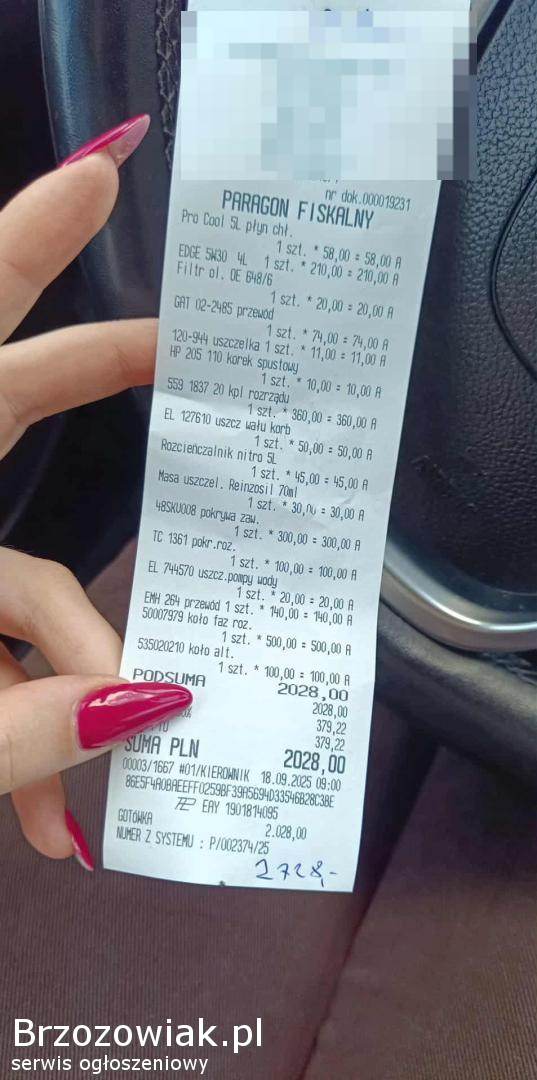 nr dok.000019231
PARAGON FISKALNY
Pro Cool 5L płyn chł.
1 szt. * 58,00 = 58,00 A
EDGE 5W30 4L 1 szt. * 210,00 = 210,00 A
Filtr ol. OE 648/6
1 szt. * 20,00 = 20,00 A
GAT 02-2485 przewód
1 szt. * 74,00 = 74,00 A
120-944 uszczelka 1 szt. * 11,00 = 11,00 A
HP 205 110 korek spustowy
1 szt. * 10,00 = 10,00 A
559 1837 20 kpl rozrządu
1 szt. * 360,00 = 360,00 A
EL 127610 uszcz wału korb
1 szt. * 50,00 = 50,00 A
Rozcieńczalnik nitro 5L
1 szt. * 45,00 = 45,00 A
Masa uszczel. Reinzosil 70ml
1 szt. * 30,00 = 30,00 A
48SKV008 pokrywa zaw.
1 szt. * 300,00 = 300,00 A
TC 1361 pokr.roz.
1 szt. * 100,00 = 100,00 A
EL 744570 uszcz.pompy wody
1 szt. * 20,00 = 20,00 A
EMH 264 przewód 1 szt. * 140,00 = 140,00 A
50007979 koło faz roz.
1 szt. * 500,00 = 500,00 A
535020210 koło alt.
1 szt. * 100,00 = 100,00 A
PODSUMA 2028,00
2028,00
379,22
379,22
SUMA PLN 2028,00
00003/1667 #01/KIEROWNIK 18.09.2025 09:00
86E5F4A0BAEEFF0259BF39A5694D33546B28C3BE
EAY 1901814095
GOTÓWKA 2.028,00
NUMER Z SYSTEMU : P/002374/25
1728,-
Brzozowiak.pl
serwis ogłoszeniowy